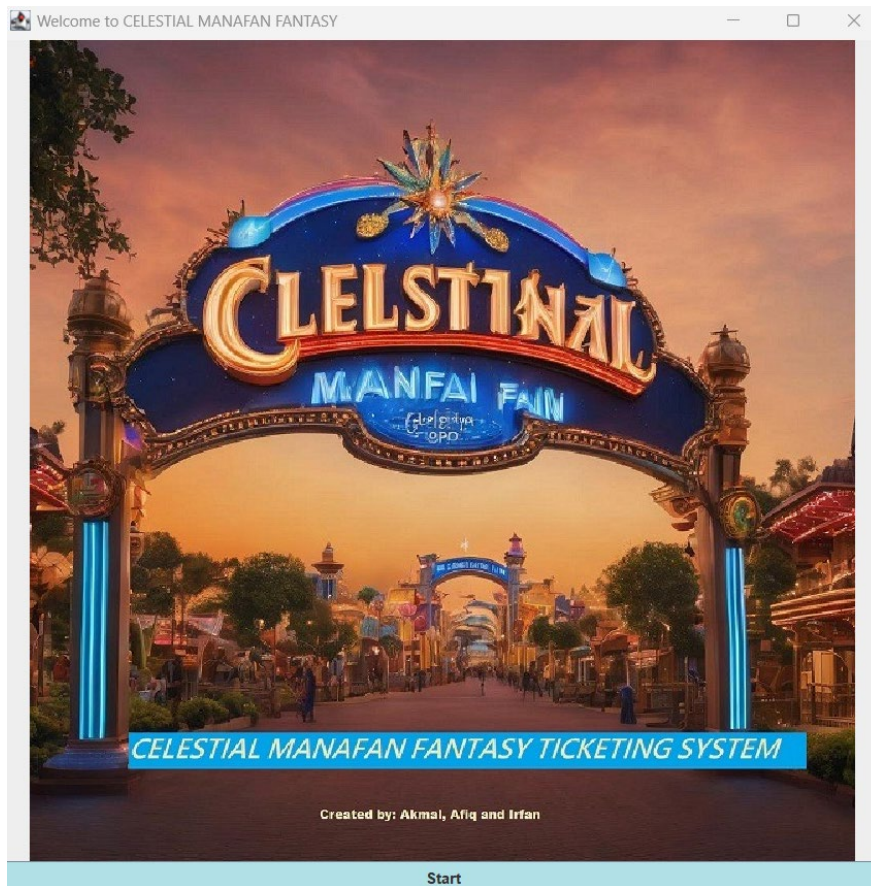 Welcome to CELESTIAL MANAFAN FANTASY
CLELSTINAL
MANFAI FAIN
OPD
CELESTIAL MANAFAN FANTASY TICKETING SYSTEM
Created by: Akmal, Afiq and Irfan
Start